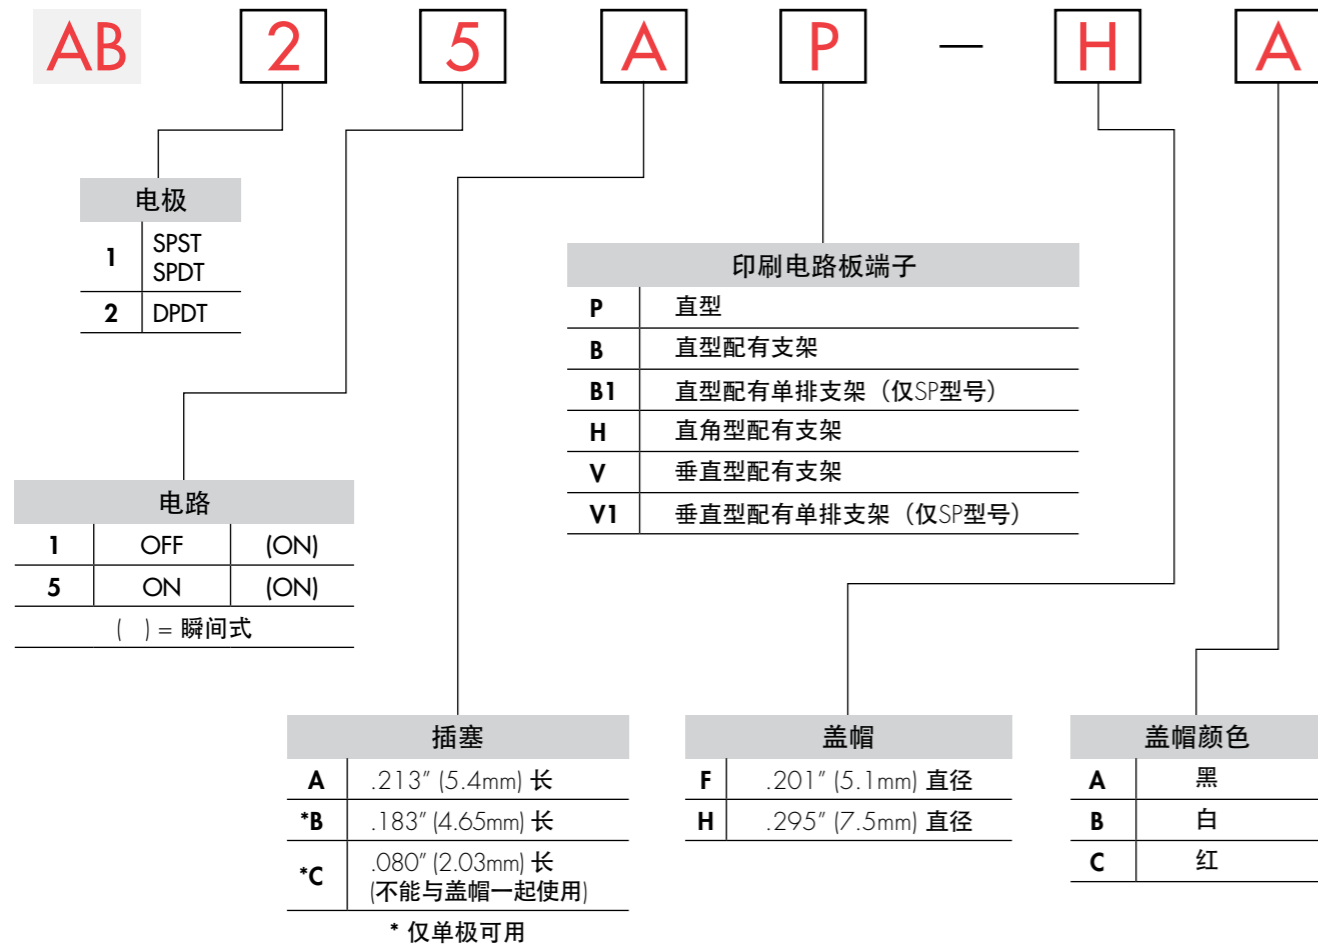 AB 2 5 A P — H A
电极
1 SPST
SPDT
2 DPDT
印刷电路板端子
P 直型
B 直型配有支架
B1 直型配有单排支架（仅SP型号）
H 直角型配有支架
V 垂直型配有支架
V1 垂直型配有单排支架（仅SP型号）
电路
1 OFF (ON)
5 ON (ON)
( ) = 瞬间式
插塞
A .213" (5.4mm) 长
*B .183" (4.65mm) 长
*C .080" (2.03mm) 长
(不能与盖帽一起使用)
* 仅单极可用
盖帽
F .201" (5.1mm) 直径
H .295" (7.5mm) 直径
盖帽颜色
A 黑
B 白
C 红